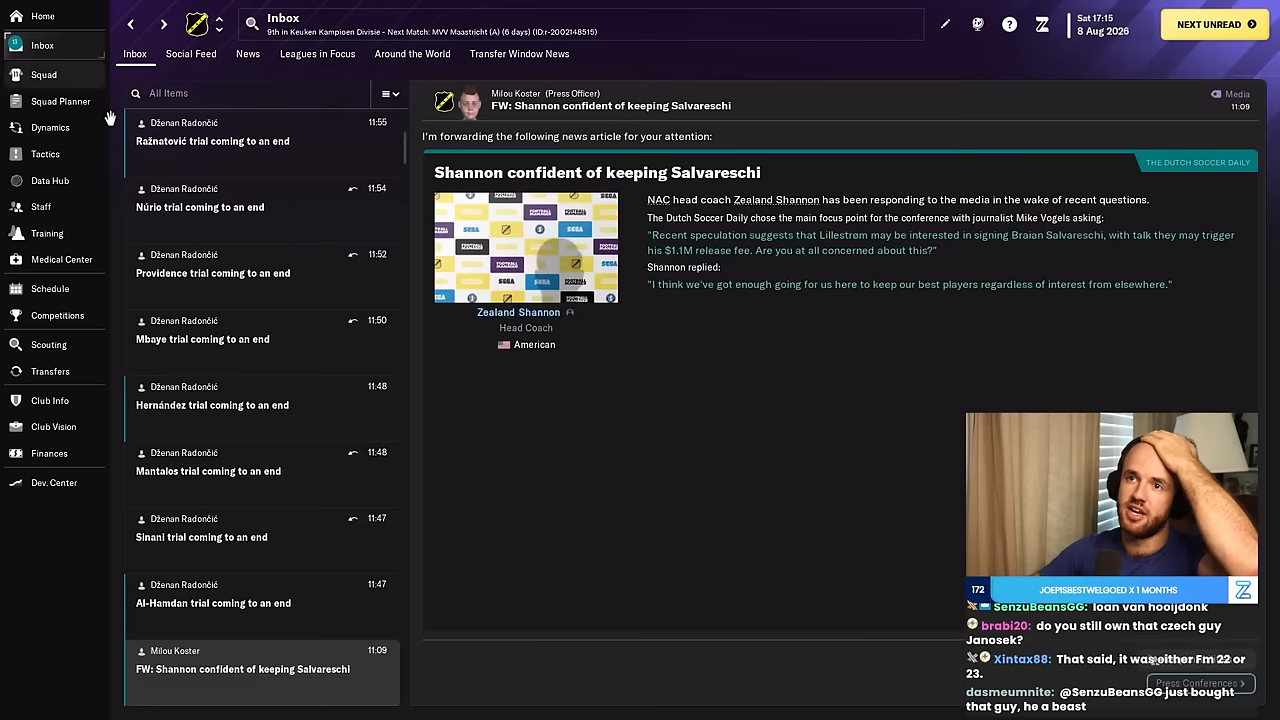 Home
13
Inbox
Squad
Squad Planner
Dynamics
Tactics
Data Hub
Staff
Training
Medical Center
Schedule
Competitions
Scouting
Transfers
Club Info
Club Vision
Finances
Dev. Center
Inbox
9th in Keuken Kampioen Divisie - Next Match: MVV Maastricht (A) (6 days) (ID:r-2002148515)
Sat 17:15
8 Aug 2026
NEXT UNREAD
Inbox Social Feed News Leagues in Focus Around the World Transfer Window News
All Items
Dženan Radončić 11:55
Ražnatović trial coming to an end
Dženan Radončić 11:54
Núrio trial coming to an end
Dženan Radončić 11:52
Providence trial coming to an end
Dženan Radončić 11:50
Mbaye trial coming to an end
Dženan Radončić 11:48
Hernández trial coming to an end
Dženan Radončić 11:48
Mantalos trial coming to an end
Dženan Radončić 11:47
Sinani trial coming to an end
Dženan Radončić 11:47
Al-Hamdan trial coming to an end
Milou Koster 11:09
FW: Shannon confident of keeping Salvareschi
Milou Koster (Press Officer)
FW: Shannon confident of keeping Salvareschi
Media
11:09
I'm forwarding the following news article for your attention:
THE DUTCH SOCCER DAILY
Shannon confident of keeping Salvareschi
NAC head coach Zealand Shannon has been responding to the media in the wake of recent questions.
The Dutch Soccer Daily chose the main focus point for the conference with journalist Mike Vogels asking:
"Recent speculation suggests that Lillestrøm may be interested in signing Braian Salvareschi, with talk they may trigger
his $1.1M release fee. Are you at all concerned about this?"
Shannon replied:
"I think we've got enough going for us here to keep our best players regardless of interest from elsewhere."
SEGA
SEGA
SEGA
SEGA
Zealand Shannon
Head Coach
American
172 JOEPISBESTWELGOED X 1 MONTHS
SenzuBeansGG: Ioan van hooijdonk
brabi20: do you still own that czech guy
Janosek?
Xintax88: That said, it was either Fm 22 or
23.
Press Conferences
dasmeumnite: @SenzuBeansGG just bought
that guy, he a beast